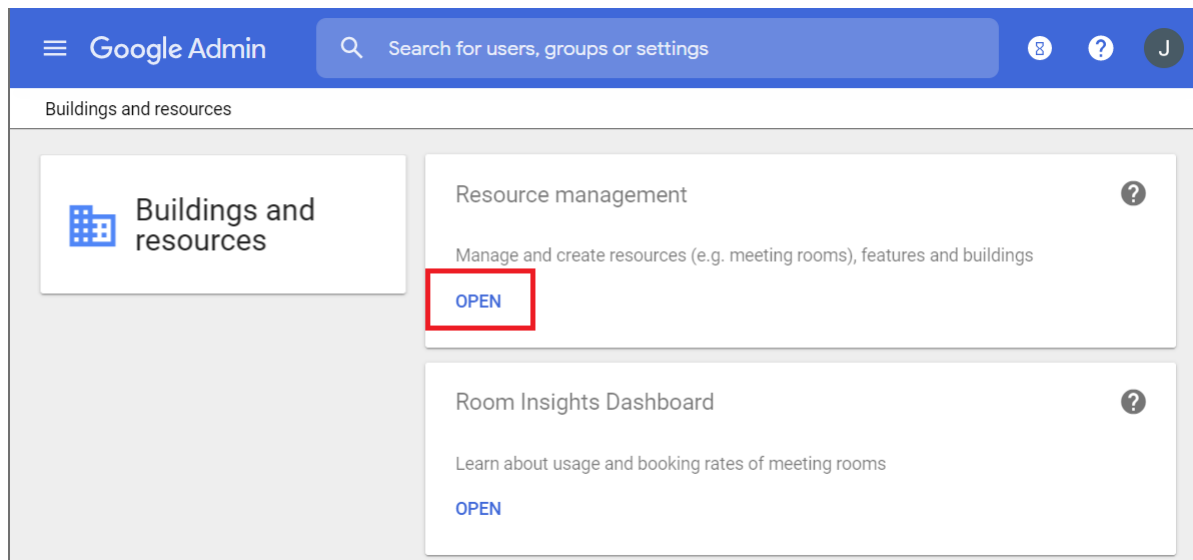 Google Admin
Search for users, groups or settings
J
Buildings and resources
Buildings and
resources
Resource management
Manage and create resources (e.g. meeting rooms), features and buildings
OPEN
Room Insights Dashboard
Learn about usage and booking rates of meeting rooms
OPEN